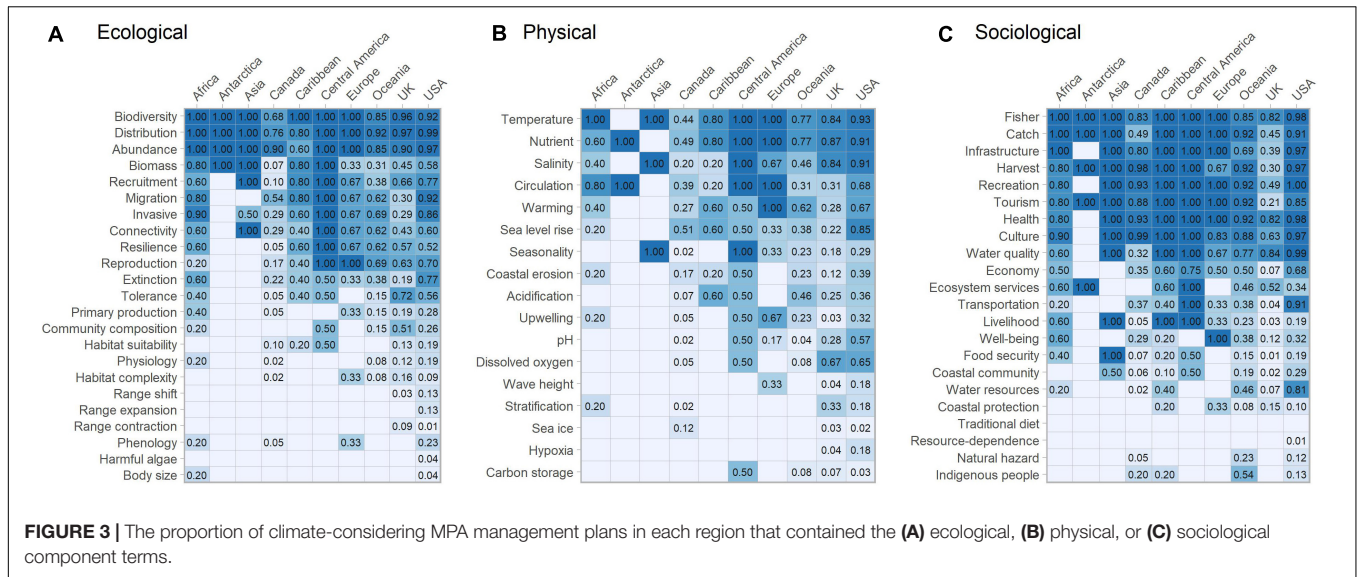 A Ecological
Africa Antarctica Asia Canada Caribbean Central America Europe Oceania UK USA
Biodiversity 1.00 1.00 1.00 0.68 1.00 1.00 1.00 0.85 0.96 0.92
Distribution 1.00 1.00 1.00 0.76 0.80 1.00 1.00 0.92 0.97 0.99
Abundance 1.00 1.00 1.00 0.90 0.60 1.00 1.00 0.85 0.90 0.97
Biomass 0.80 1.00 1.00 0.07 0.80 1.00 0.33 0.31 0.45 0.58
Recruitment 0.60 1.00 0.10 0.80 1.00 0.67 0.38 0.66 0.77
Migration 0.80 0.54 0.80 1.00 0.67 0.62 0.30 0.92
Invasive 0.90 0.50 0.29 0.60 1.00 0.67 0.69 0.29 0.86
Connectivity 0.60 1.00 0.29 0.40 1.00 0.67 0.62 0.43 0.60
Resilience 0.60 0.05 0.60 1.00 0.67 0.62 0.57 0.52
Reproduction 0.20 0.17 0.40 1.00 1.00 0.69 0.63 0.70
Extinction 0.60 0.22 0.40 0.50 0.33 0.38 0.19 0.77
Tolerance 0.40 0.05 0.40 0.50 0.15 0.72 0.56
Primary production 0.40 0.05 0.33 0.15 0.19 0.28
Community composition 0.20 0.50 0.15 0.51 0.26
Habitat suitability 0.10 0.20 0.50 0.13 0.19
Physiology 0.20 0.02 0.08 0.12 0.19
Habitat complexity 0.02 0.33 0.08 0.16 0.09
Range shift 0.03 0.13
Range expansion 0.13
Range contraction 0.09 0.01
Phenology 0.20 0.05 0.33 0.23
Harmful algae 0.04
Body size 0.20 0.04
B Physical
Africa Antarctica Asia Canada Caribbean Central America Europe Oceania UK USA
Temperature 1.00 1.00 0.44 0.80 1.00 1.00 0.77 0.84 0.93
Nutrient 0.60 1.00 0.49 0.80 1.00 1.00 0.77 0.87 0.91
Salinity 0.40 1.00 0.20 0.20 1.00 0.67 0.46 0.84 0.91
Circulation 0.80 1.00 0.39 0.20 1.00 1.00 0.31 0.31 0.68
Warming 0.40 0.27 0.60 0.50 1.00 0.62 0.28 0.67
Sea level rise 0.20 0.51 0.60 0.50 0.33 0.38 0.22 0.85
Seasonality 1.00 0.02 1.00 0.33 0.23 0.18 0.29
Coastal erosion 0.20 0.17 0.20 0.50 0.23 0.12 0.39
Acidification 0.07 0.60 0.50 0.46 0.25 0.36
Upwelling 0.20 0.05 0.50 0.67 0.23 0.03 0.32
pH 0.02 0.50 0.17 0.04 0.28 0.57
Dissolved oxygen 0.05 0.50 0.08 0.67 0.65
Wave height 0.33 0.04 0.18
Stratification 0.20 0.02 0.33 0.18
Sea ice 0.12 0.03 0.02
Hypoxia 0.04 0.18
Carbon storage 0.50 0.08 0.07 0.03
C Sociological
Africa Antarctica Asia Canada Caribbean Central America Europe Oceania UK USA
Fisher 1.00 1.00 1.00 0.83 1.00 1.00 1.00 0.85 0.82 0.98
Catch 1.00 1.00 1.00 0.49 1.00 1.00 1.00 0.92 0.45 0.91
Infrastructure 1.00 1.00 0.80 1.00 1.00 1.00 0.69 0.39 0.97
Harvest 0.80 1.00 1.00 0.98 1.00 1.00 0.67 0.92 0.30 0.97
Recreation 0.80 1.00 0.93 1.00 1.00 1.00 0.92 0.49 1.00
Tourism 0.80 1.00 1.00 0.88 1.00 1.00 1.00 0.92 0.21 0.85
Health 0.80 1.00 0.93 1.00 1.00 1.00 0.92 0.82 0.98
Culture 0.90 1.00 0.99 1.00 1.00 0.83 0.88 0.63 0.97
Water quality 0.60 1.00 0.32 1.00 1.00 0.67 0.77 0.84 0.99
Economy 0.50 0.35 0.60 0.75 0.50 0.50 0.07 0.68
Ecosystem services 0.60 1.00 0.60 1.00 0.46 0.52 0.34
Transportation 0.20 0.37 0.40 1.00 0.33 0.38 0.04 0.91
Livelihood 0.60 1.00 0.05 1.00 1.00 0.33 0.23 0.03 0.19
Well-being 0.60 0.29 0.20 1.00 0.38 0.12 0.32
Food security 0.40 1.00 0.07 0.20 0.50 0.15 0.01 0.19
Coastal community 0.50 0.06 0.10 0.50 0.19 0.02 0.29
Water resources 0.20 0.02 0.40 0.46 0.07 0.81
Coastal protection 0.20 0.33 0.08 0.15 0.10
Traditional diet
Resource-dependence 0.01
Natural hazard 0.05 0.23 0.12
Indigenous people 0.20 0.20 0.54 0.13
FIGURE 3 | The proportion of climate-considering MPA management plans in each region that contained the (A) ecological, (B) physical, or (C) sociological
component terms.